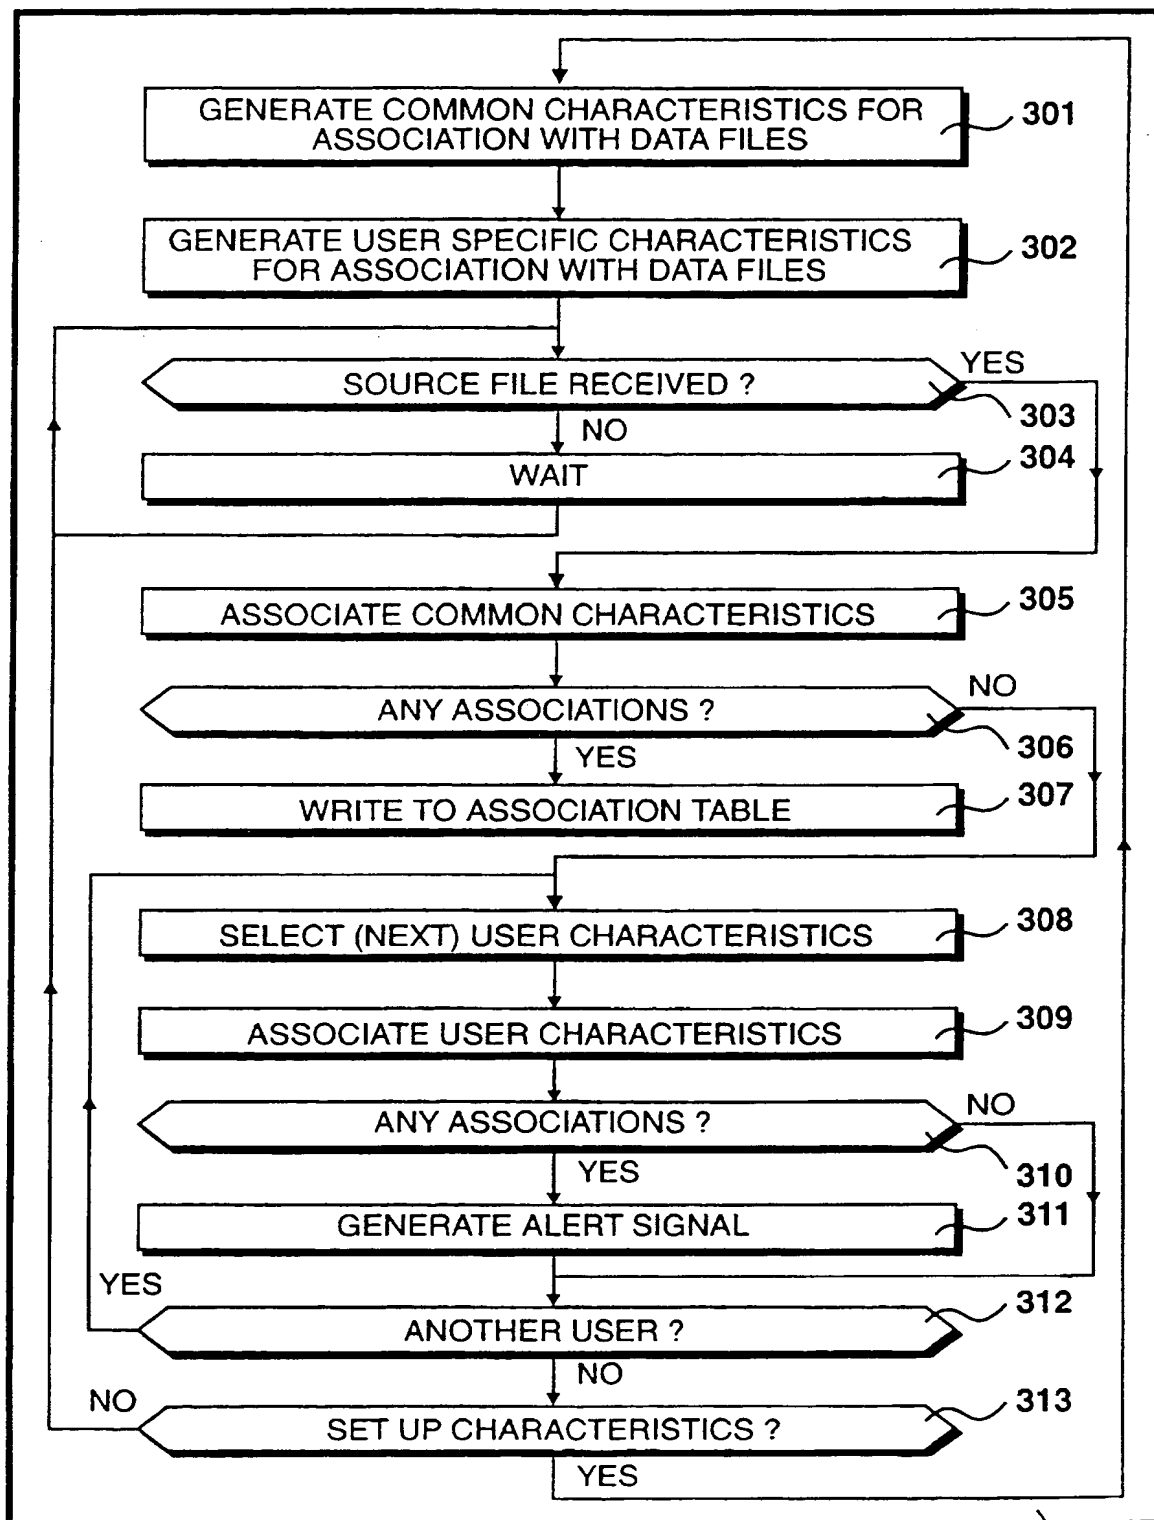 GENERATE COMMON CHARACTERISTICS FOR
ASSOCIATION WITH DATA FILES
301
GENERATE USER SPECIFIC CHARACTERISTICS
FOR ASSOCIATION WITH DATA FILES
302
SOURCE FILE RECEIVED ?
YES
303
NO
WAIT
304
ASSOCIATE COMMON CHARACTERISTICS
305
ANY ASSOCIATIONS ?
NO
306
YES
WRITE TO ASSOCIATION TABLE
307
SELECT (NEXT) USER CHARACTERISTICS
308
ASSOCIATE USER CHARACTERISTICS
309
ANY ASSOCIATIONS ?
NO
310
YES
GENERATE ALERT SIGNAL
311
YES
ANOTHER USER ?
312
NO
NO
SET UP CHARACTERISTICS ?
313
YES